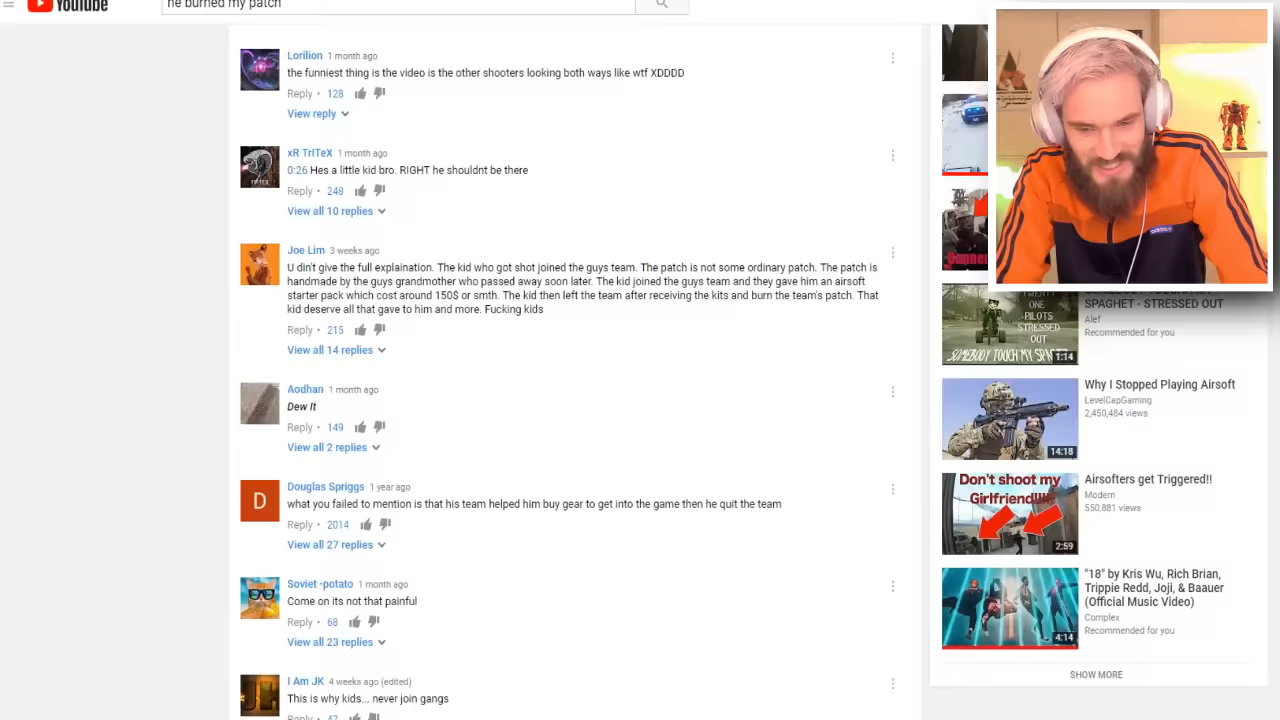 YouTube
he burned my patch
Lorilion 1 month ago
the funniest thing is the video is the other shooters looking both ways like wtf XDDDD
Reply • 128
View reply
xR TrITeX 1 month ago
0:26 Hes a little kid bro. RIGHT he shouldnt be there
Reply • 248
View all 10 replies
Joe Lim 3 weeks ago
U din't give the full explaination. The kid who got shot joined the guys team. The patch is not some ordinary patch. The patch is
handmade by the guys grandmother who passed away soon later. The kid joined the guys team and they gave him an airsoft
starter pack which cost around 150$ or smth. The kid then left the team after receiving the kits and burn the team's patch. That
kid deserve all that gave to him and more. Fucking kids
Reply • 215
View all 14 replies
Aodhan 1 month ago
Dew It
Reply • 149
View all 2 replies
D
Douglas Spriggs 1 year ago
what you failed to mention is that his team helped him buy gear to get into the game then he quit the team
Reply • 2014
View all 27 replies
Soviet -potato 1 month ago
Come on its not that painful
Reply • 68
View all 23 replies
I Am JK 4 weeks ago (edited)
This is why kids... never join gangs
Reply • 47
adidas
Banned
TWENTY
ONE
PILOTS
STRESSED
OUT
SOMEBODY TOUCH MY
1:14
SPAGHET - STRESSED OUT
Alef
Recommended for you
14:18
Why I Stopped Playing Airsoft
LevelCapGaming
2,450,484 views
Don't shoot my
Girlfriend!!!
2:59
Airsofters get Triggered!!
Modern
550,881 views
4:14
"18" by Kris Wu, Rich Brian,
Trippie Redd, Joji, & Baauer
(Official Music Video)
Complex
Recommended for you
SHOW MORE